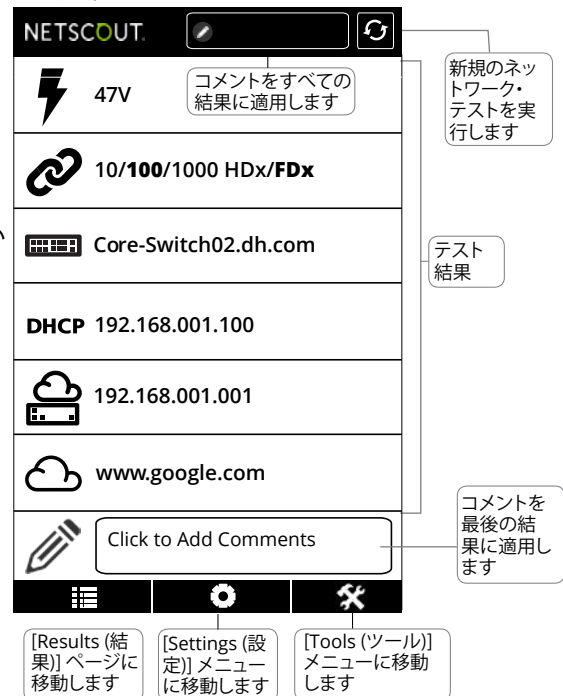 NETSCOUT.
コメントをすべての
結果に適用します
新規のネッ
トワーク・
テストを実
行します
47V
10/100/1000 HDx/FDx
Core-Switch02.dh.com
テスト
結果
DHCP 192.168.001.100
192.168.001.001
www.google.com
Click to Add Comments
コメントを
最後の結
果に適用し
ます
[Results (結
果)] ページに
移動します
[Settings (設
定)] メニュー
に移動します
[Tools (ツール)]
メニューに移動
します